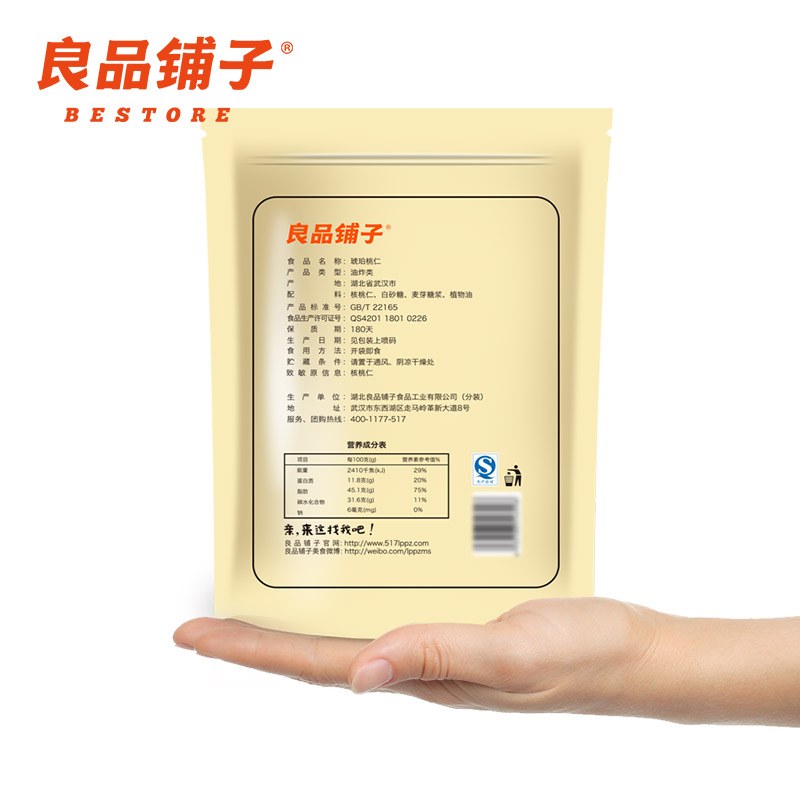 良品铺子®
BESTORE
良品铺子®
食品名称：琥珀桃仁
产品类型：油炸类
产地：湖北省武汉市
配料：核桃仁、白砂糖、麦芽糖浆、植物油
产品标准号：GB/T 22165
食品生产许可证号：QS4201 1801 0226
保质期：180天
生产日期：见包装上喷码
食用方法：开袋即食
贮藏条件：请置于通风、阴凉干燥处
致敏原信息：核桃仁
生产单位：湖北良品铺子食品工业有限公司（分装）
地址：武汉市东西湖区走马岭革新大道8号
服务、团购热线：400-1177-517
营养成分表
项目 每100克(g) 营养素参考值%
能量 2410千焦(kJ) 29%
蛋白质 11.8克(g) 20%
脂肪 45.1克(g) 75%
碳水化合物 31.6克(g) 11%
钠 6毫克(mg) 0%
亲，来这找我吧！
良品铺子官网：http://www.517lppz.com
良品铺子美食微博：http://weibo.com/lppzms